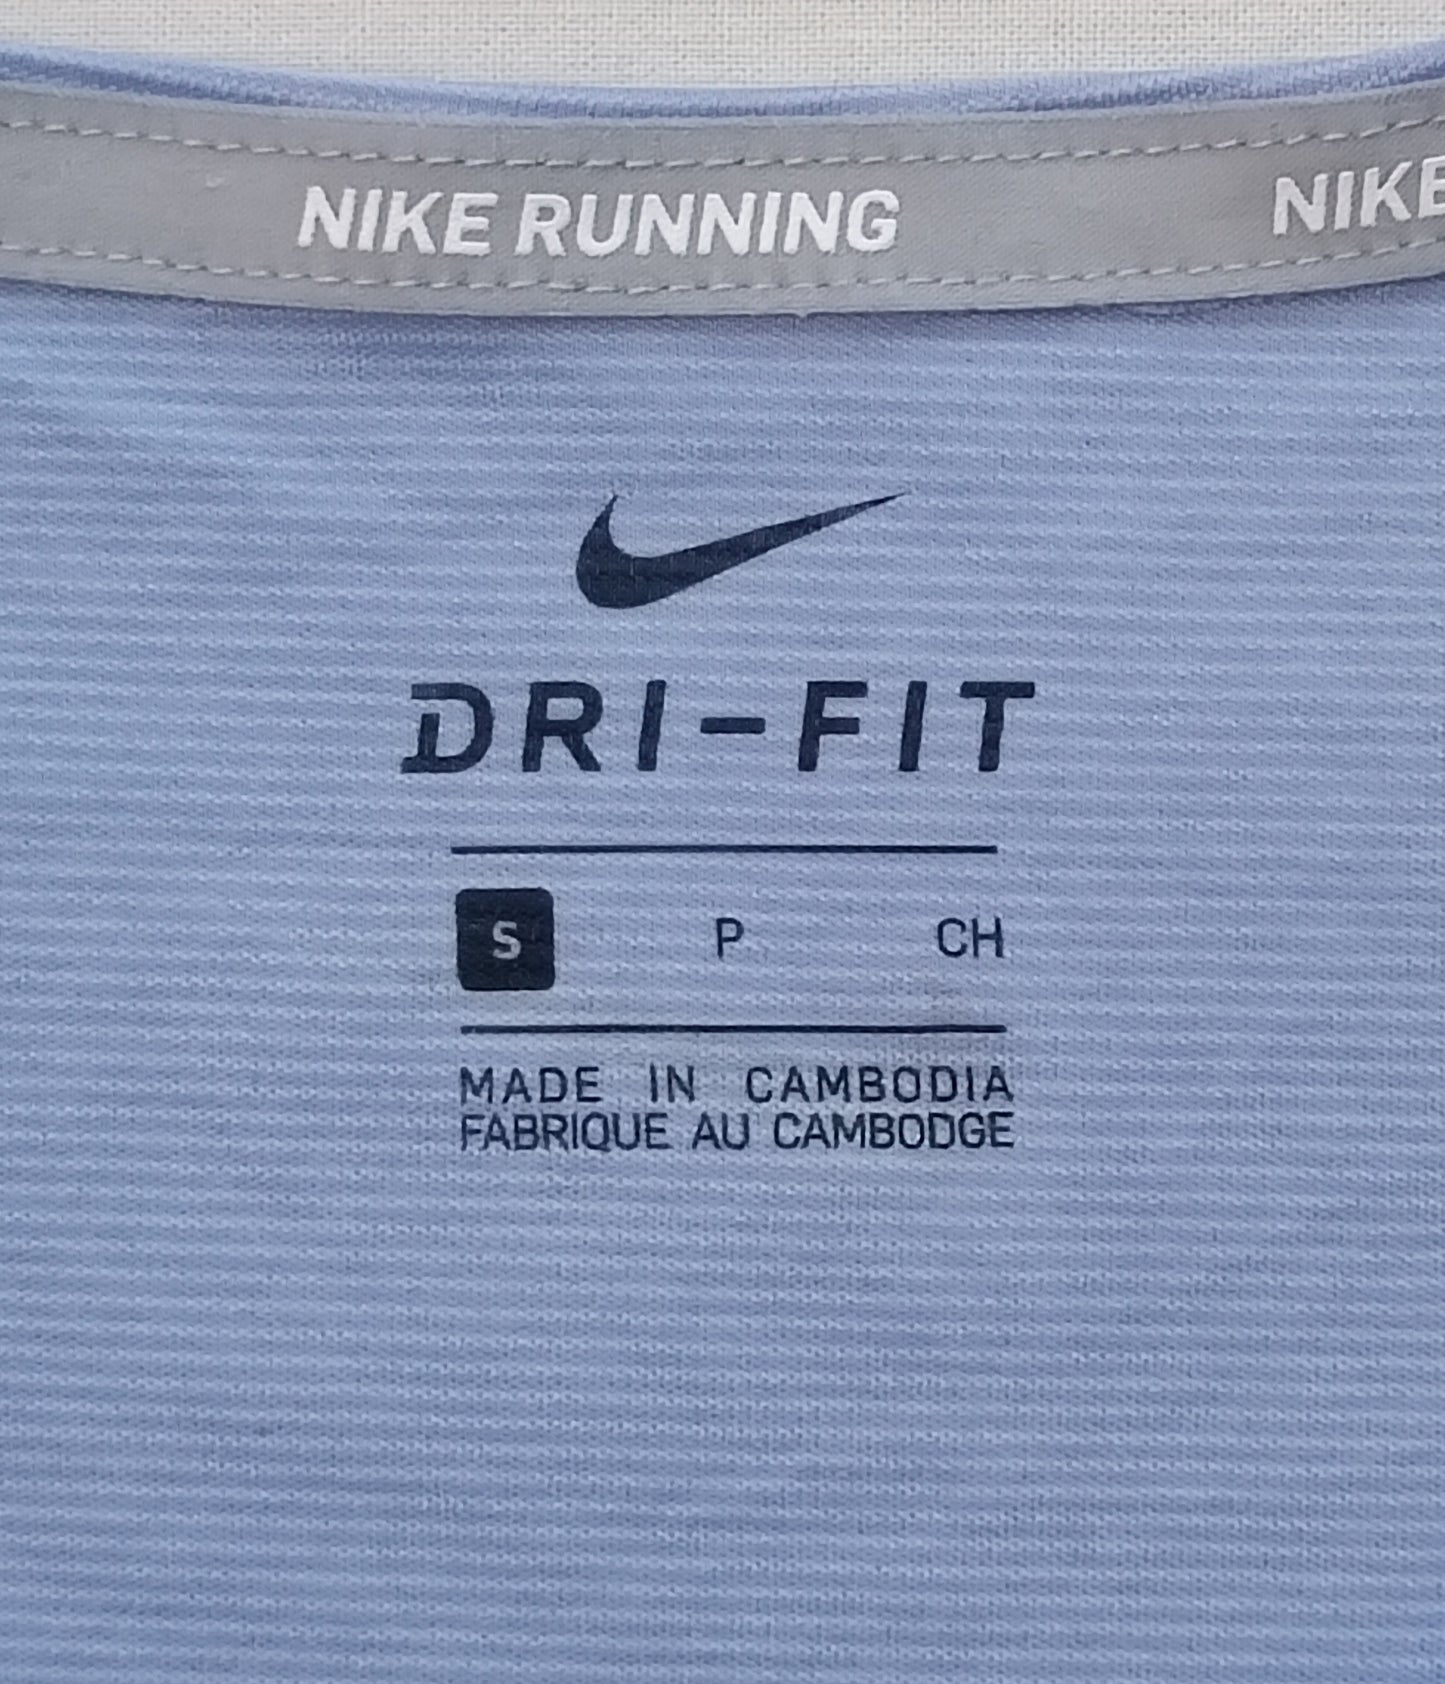 NIKE RUNNING NIKE
DRI-FIT
S P CH
MADE IN CAMBODIA
FABRIQUE AU CAMBODGE